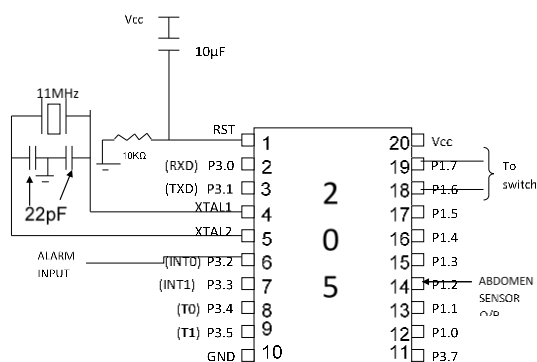 Vcc
10µF
11MHz
10KΩ
22pF
RST 1
(RXD) P3.0 2
(TXD) P3.1 3
XTAL1 4
XTAL2 5
ALARM
INPUT
(INT0) P3.2 6
(INT1) P3.3 7
(T0) P3.4 8
(T1) P3.5 9
GND 10
2
0
5
20 Vcc
19 P1.7
18 P1.6
To
switch
17 P1.5
16 P1.4
15 P1.3
14 P1.2
ABDOMEN
SENSOR
13 P1.1
12 P1.0
11 P3.7